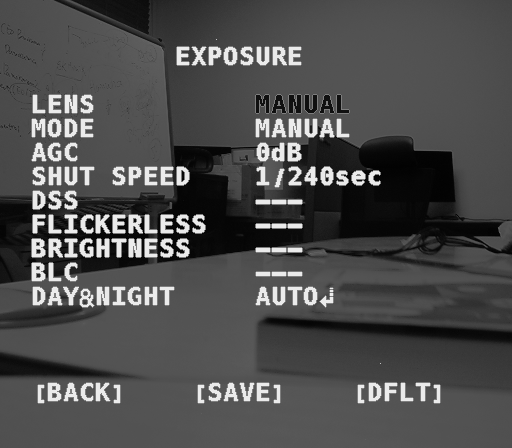 EXPOSURE
LENS MANUAL
MODE MANUAL
AGC 0dB
SHUT SPEED 1/240sec
DSS ---
FLICKERLESS ---
BRIGHTNESS ---
BLC ---
DAY&NIGHT AUTO↲
[BACK] [SAVE] [DFLT]